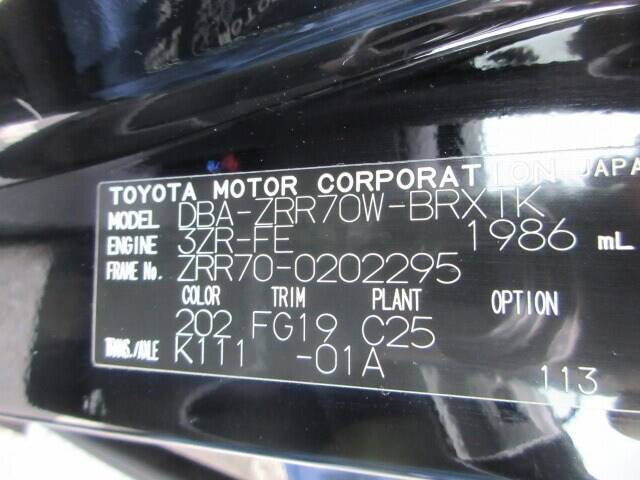 TOYOTA MOTOR CORPORATION JAPA
MODEL DBA-ZRR70W-BRXTK
ENGINE 3ZR-FE 1986 mL
FRAME No. ZRR70-0202295
COLOR TRIM PLANT OPTION
202 FG19 C25
TRANS./AXLE K111 -01A
113